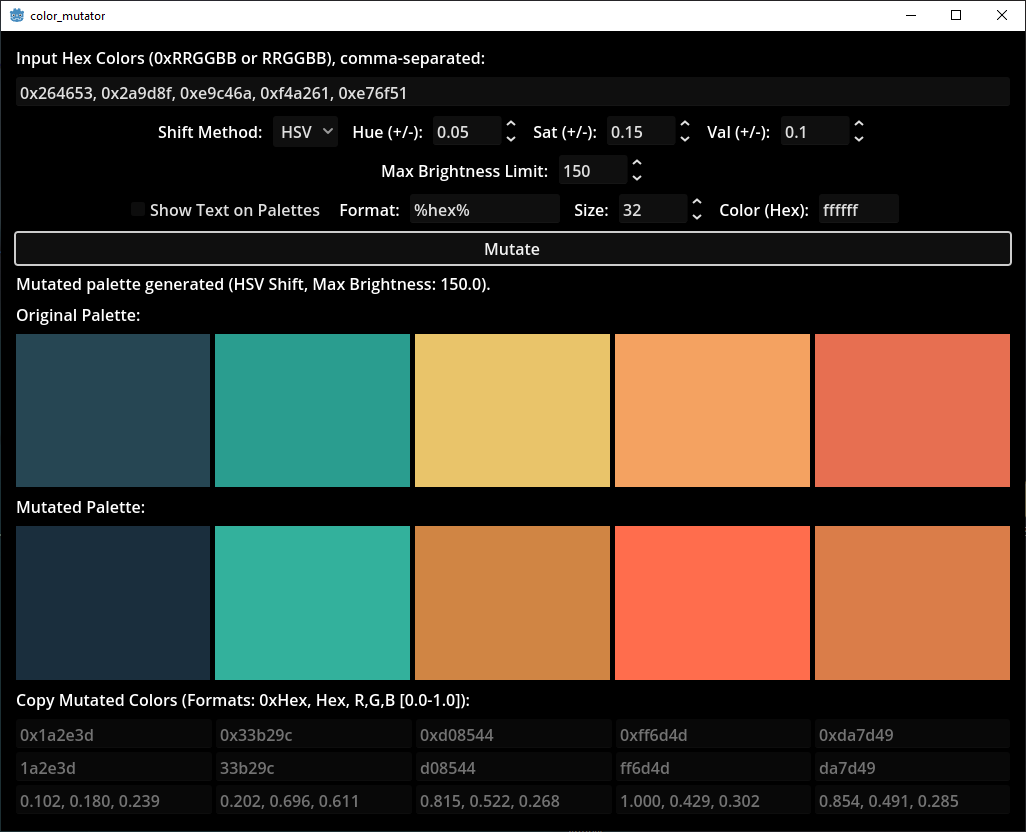 color_mutator
Input Hex Colors (0xRRGGBB or RRGGBB), comma-separated:
0x264653, 0x2a9d8f, 0xe9c46a, 0xf4a261, 0xe76f51
Shift Method: HSV Hue (+/-): 0.05 Sat (+/-): 0.15 Val (+/-): 0.1
Max Brightness Limit: 150
Show Text on Palettes Format: %hex% Size: 32 Color (Hex): ffffff
Mutate
Mutated palette generated (HSV Shift, Max Brightness: 150.0).
Original Palette:
Mutated Palette:
Copy Mutated Colors (Formats: 0xHex, Hex, R,G,B [0.0-1.0]):
0x1a2e3d 0x33b29c 0xd08544 0xff6d4d 0xda7d49
1a2e3d 33b29c d08544 ff6d4d da7d49
0.102, 0.180, 0.239 0.202, 0.696, 0.611 0.815, 0.522, 0.268 1.000, 0.429, 0.302 0.854, 0.491, 0.285